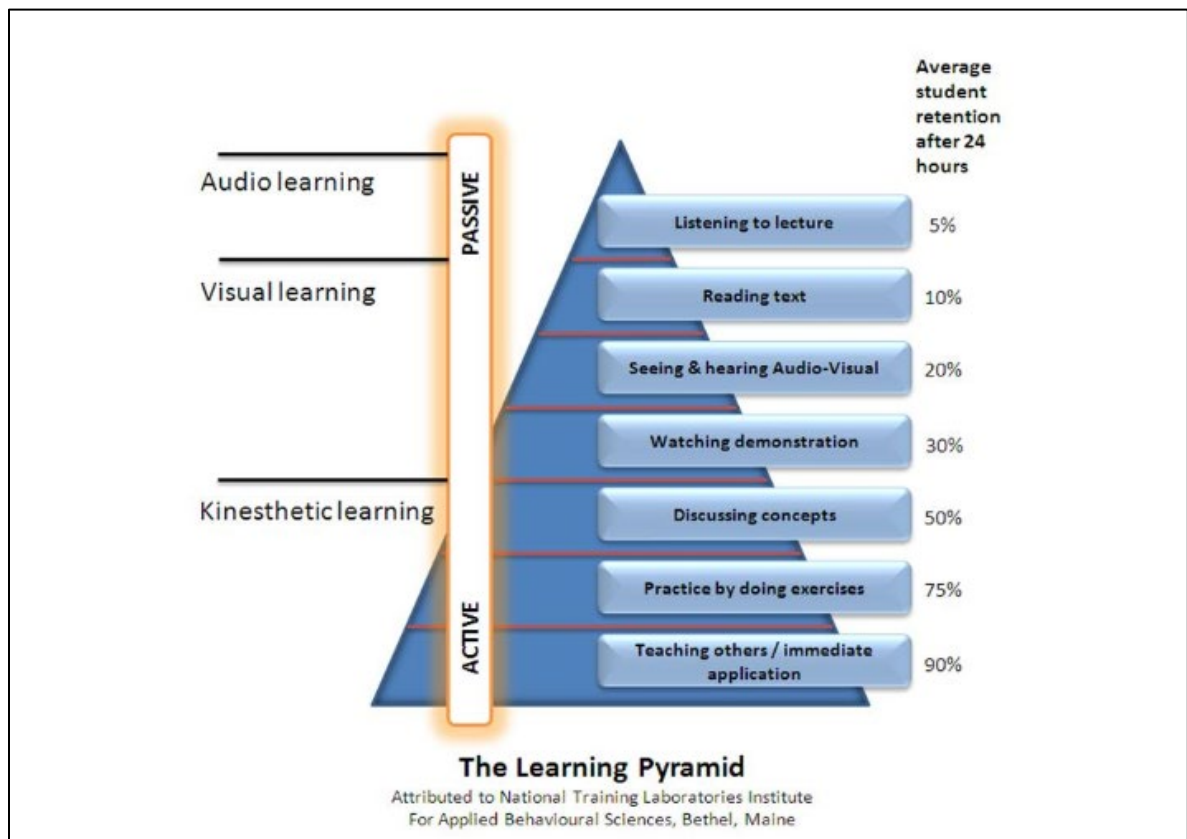 Average
student
retention
after 24
hours
Audio learning
Visual learning
Kinesthetic learning
PASSIVE
ACTIVE
Listening to lecture
5%
Reading text
10%
Seeing & hearing Audio-Visual
20%
Watching demonstration
30%
Discussing concepts
50%
Practice by doing exercises
75%
Teaching others / immediate
application
90%
The Learning Pyramid
Attributed to National Training Laboratories Institute
For Applied Behavioural Sciences, Bethel, Maine